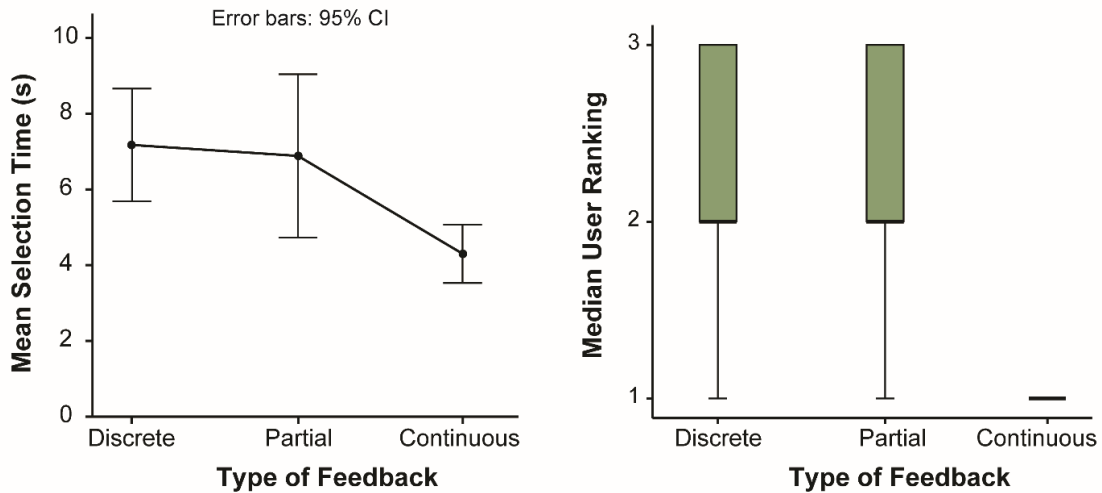 Error bars: 95% CI
Mean Selection Time (s)
10
8
6
4
2
0
Discrete Partial Continuous
Type of Feedback
Median User Ranking
3
2
1
Discrete Partial Continuous
Type of Feedback